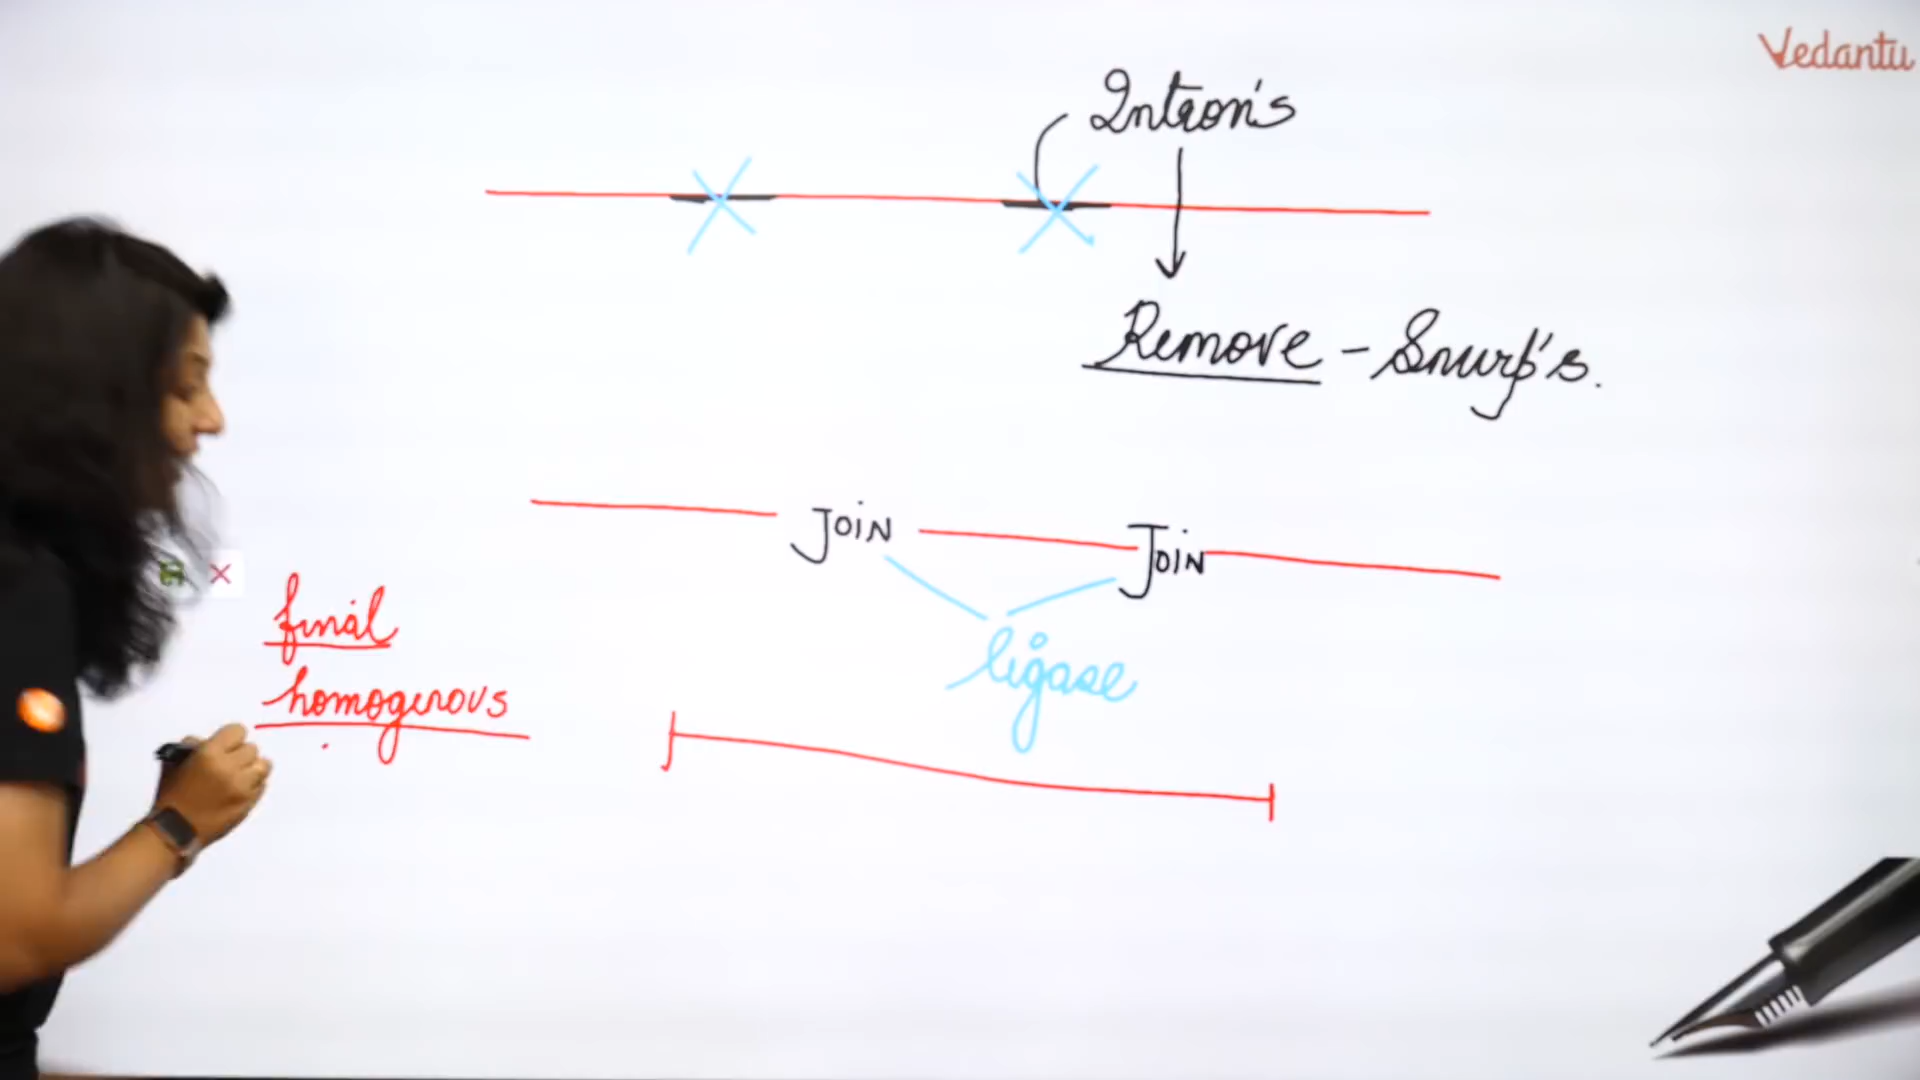 Vedantu
Intron's
Remove - Snurp's.
JOIN
JOIN
ligase
final
homogenous